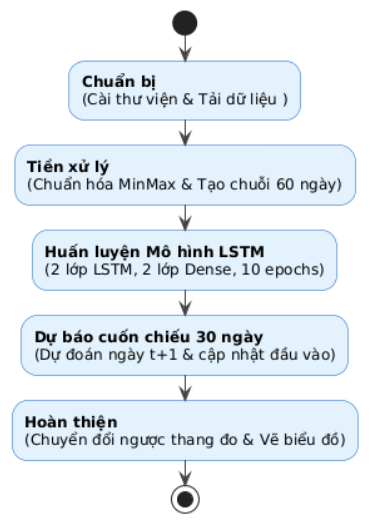 Chuẩn bị
(Cài thư viện & Tải dữ liệu )
Tiền xử lý
(Chuẩn hóa MinMax & Tạo chuỗi 60 ngày)
Huấn luyện Mô hình LSTM
(2 lớp LSTM, 2 lớp Dense, 10 epochs)
Dự báo cuốn chiếu 30 ngày
(Dự đoán ngày t+1 & cập nhật đầu vào)
Hoàn thiện
(Chuyển đổi ngược thang đo & Vẽ biểu đồ)